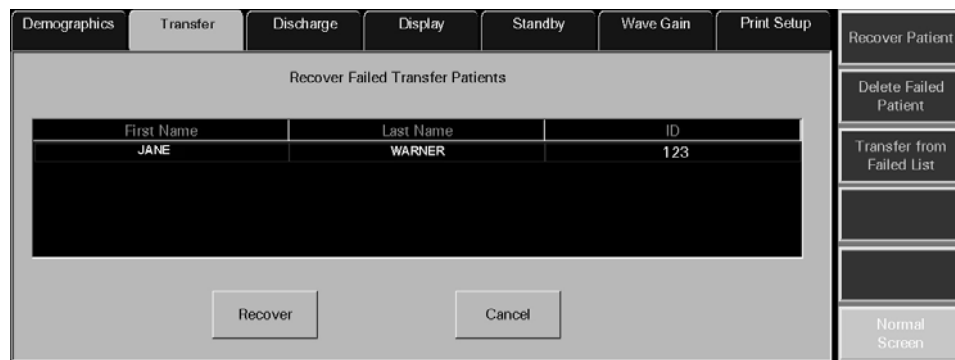 Demographics Transfer Discharge Display Standby Wave Gain Print Setup
Recover Failed Transfer Patients
First Name Last Name ID
JANE WARNER 123
Recover Cancel
Recover Patient
Delete Failed
Patient
Transfer from
Failed List
Normal
Screen